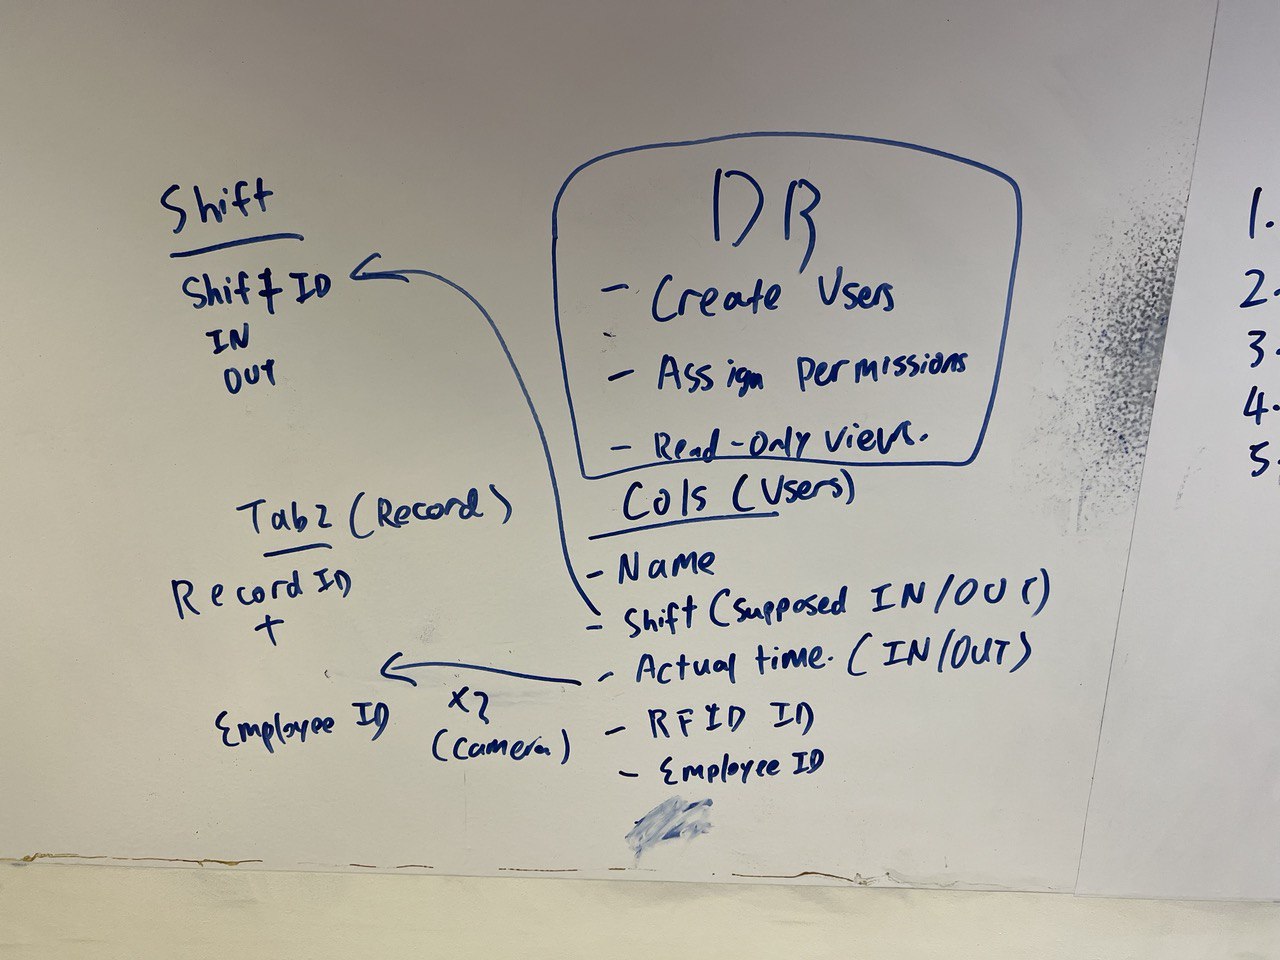 Shift
Shift ID
IN
OUT
DB
- Create Users
- Assign Permissions
- Read-Only views.
Cols (Users)
- Name
- Shift (supposed IN/OUT)
- Actual time. (IN/OUT)
- RFID ID
- Employee ID
Tab2 (Record)
Record ID
+
Employee ID
(camera)
1.
2.
3.
4.
5.